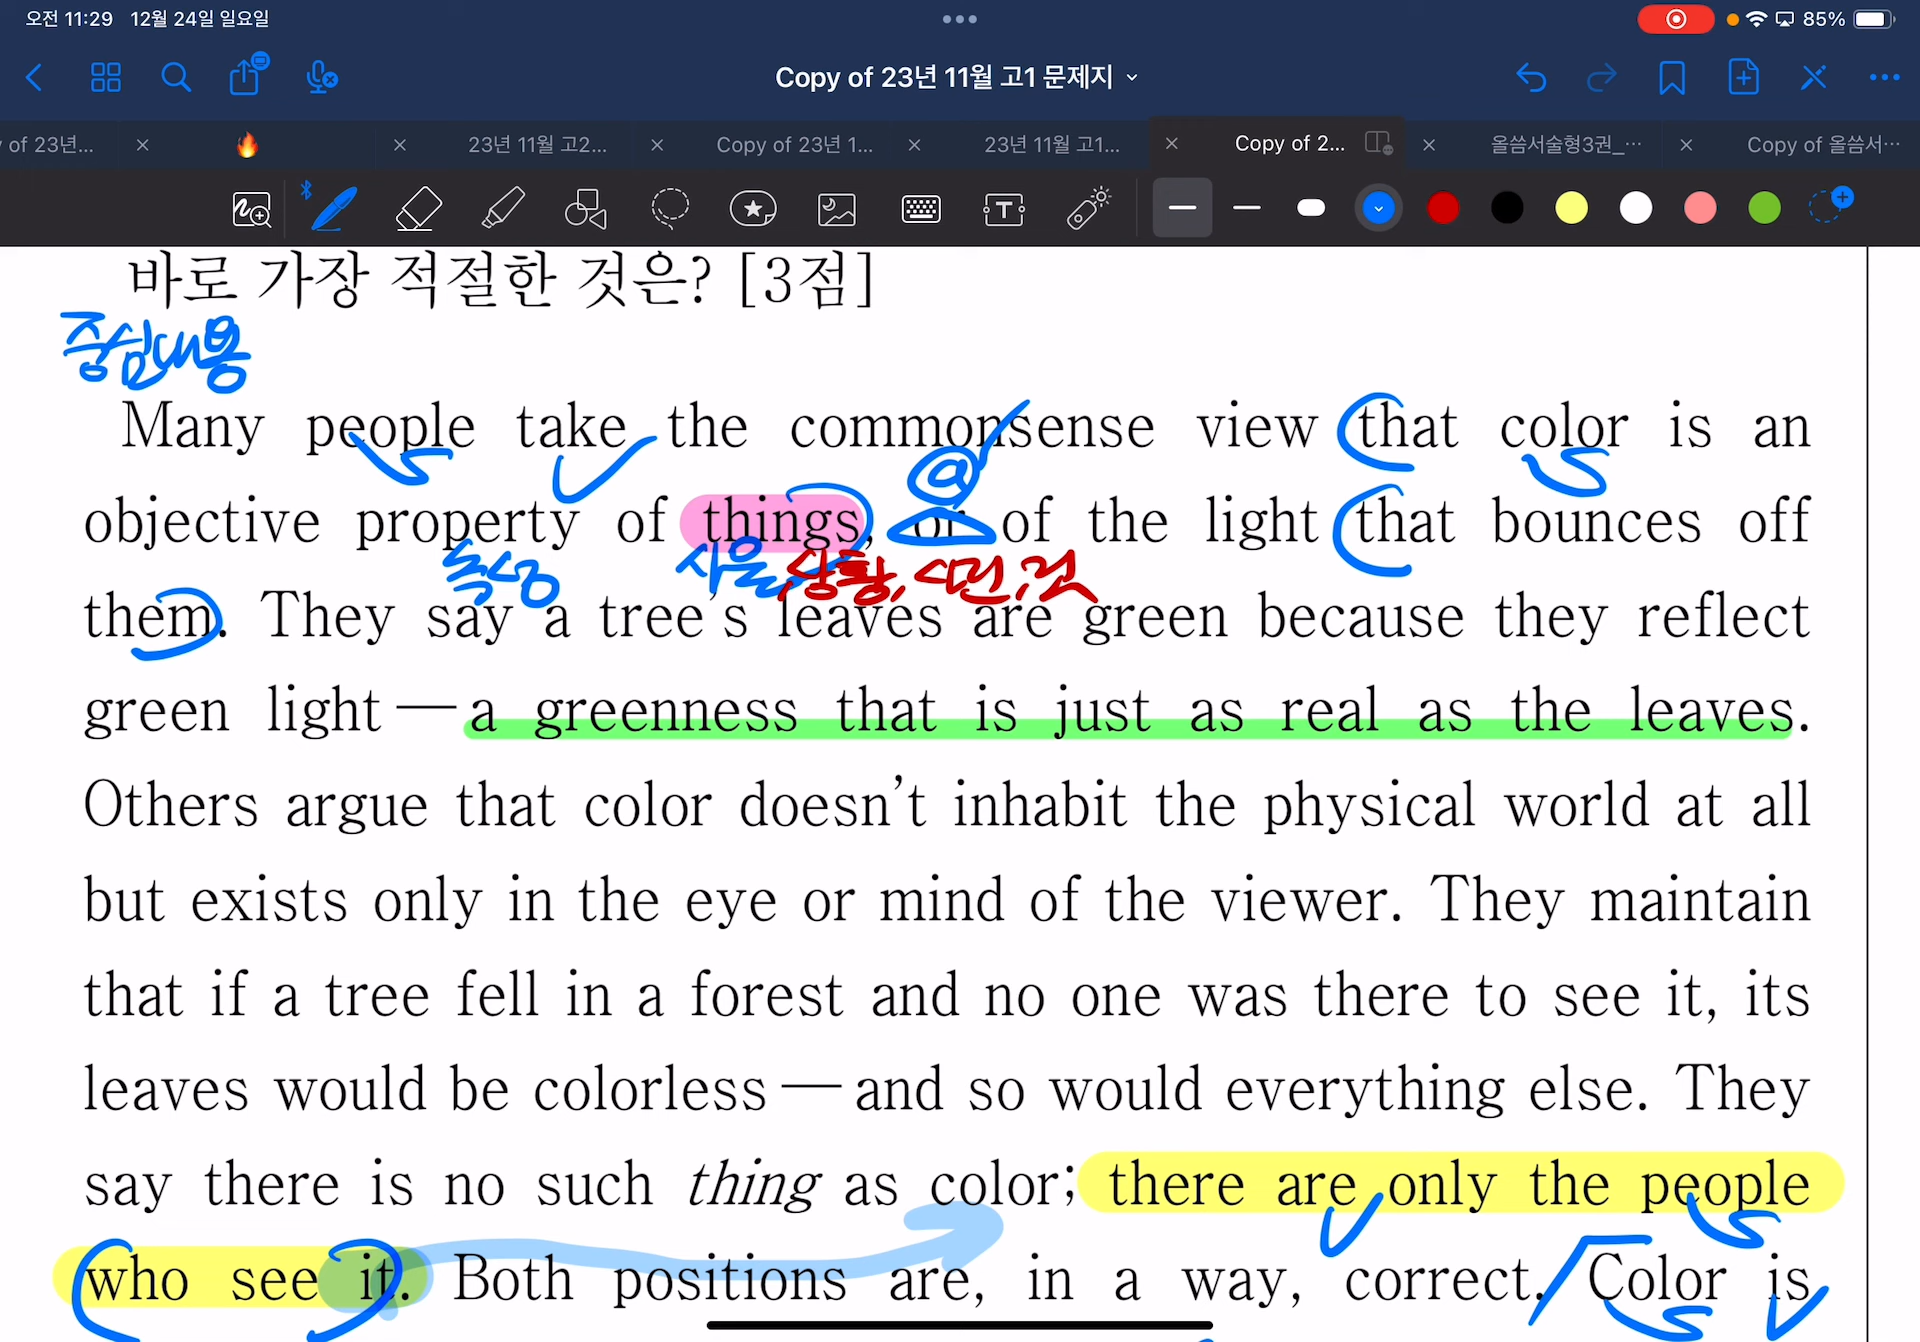 오전 11:29 12월 24일 일요일
85%
Copy of 23년 11월 고1 문제지
of 23년...
23년 11월 고2...
Copy of 23년 1...
23년 11월 고1...
Copy of 2...
올씀서술형3권_...
Copy of 올씀서...
바로 가장 적절한 것은? [3점]
중심내용
Many people take the commonsense view that color is an
objective property of things, or of the light that bounces off
속성 사물, 상황, 시민, 것
them. They say a tree's leaves are green because they reflect
green light — a greenness that is just as real as the leaves.
Others argue that color doesn't inhabit the physical world at all
but exists only in the eye or mind of the viewer. They maintain
that if a tree fell in a forest and no one was there to see it, its
leaves would be colorless — and so would everything else. They
say there is no such thing as color; there are only the people
who see it. Both positions are, in a way, correct. Color is